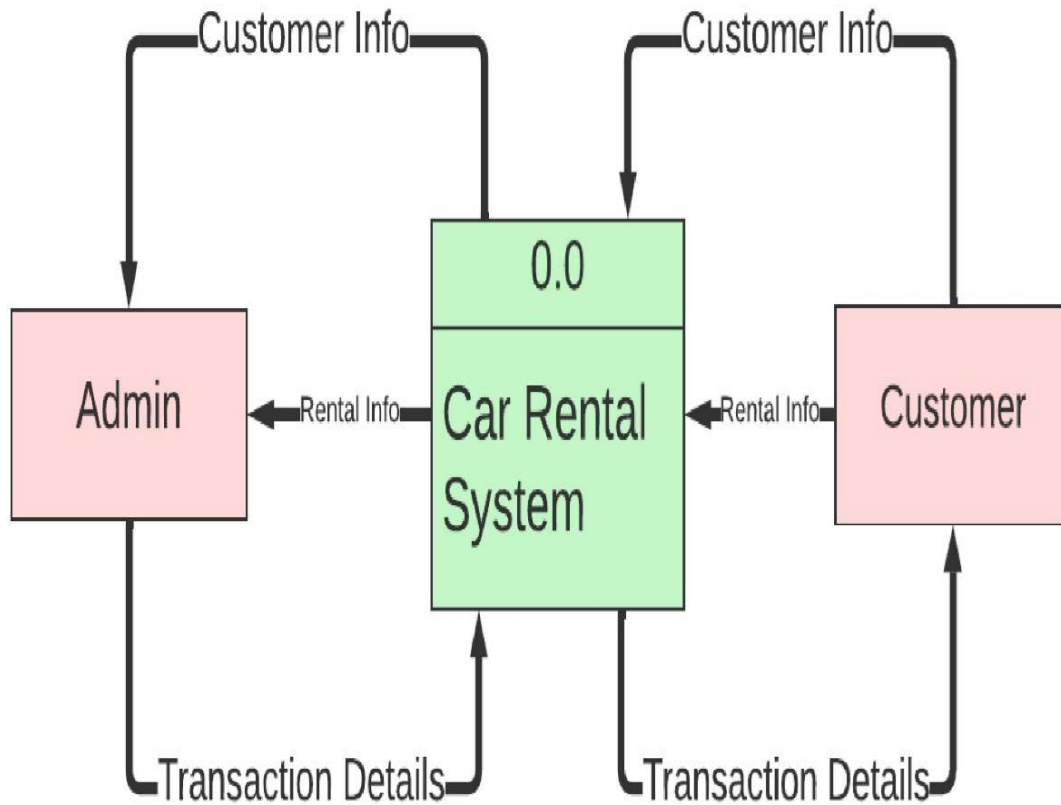 Customer Info
Customer Info
0.0
Admin
Rental Info
Car Rental
System
Rental Info
Customer
Transaction Details
Transaction Details